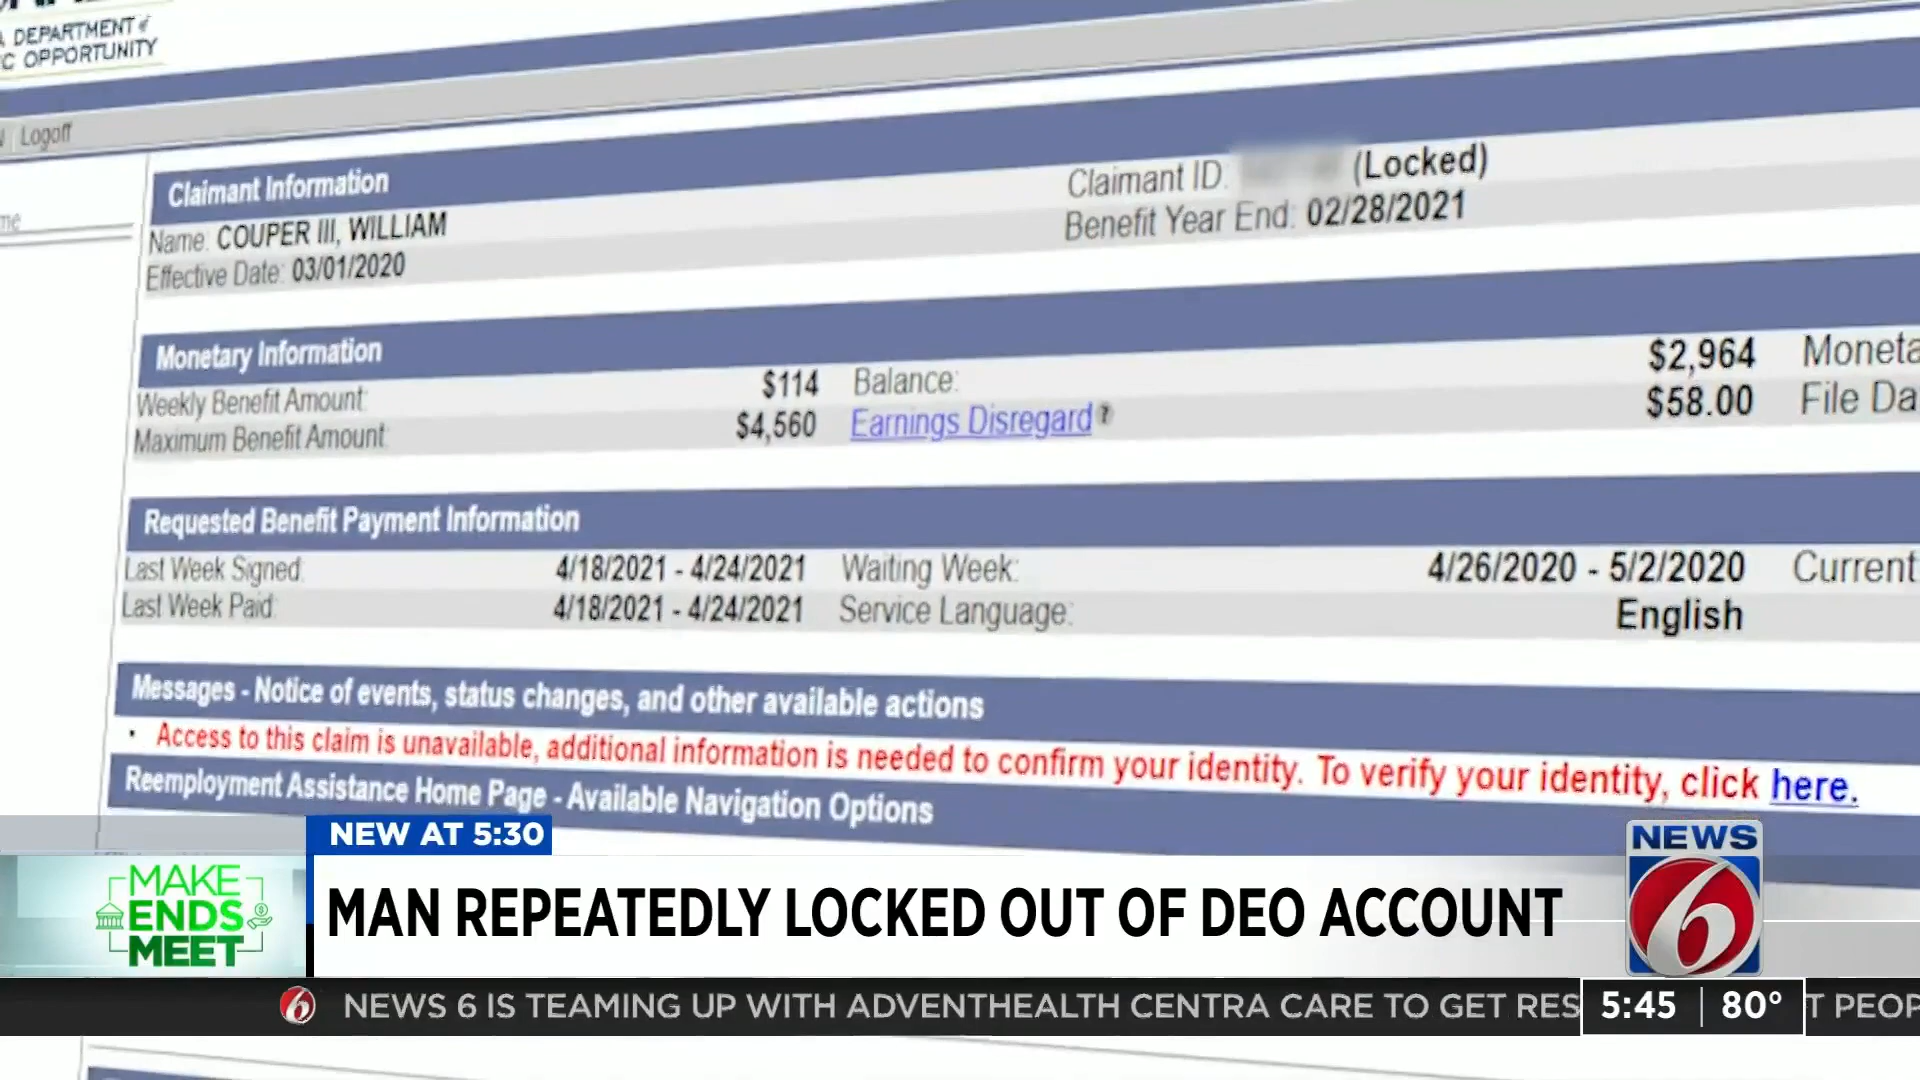 DEPARTMENT of
C OPPORTUNITY
Logoff
Claimant Information
Name: COUPER III, WILLIAM
Effective Date: 03/01/2020
Claimant ID: (Locked)
Benefit Year End: 02/28/2021
Monetary Information
Weekly Benefit Amount: $114 Balance: $2,964 Moneta
Maximum Benefit Amount: $4,560 Earnings Disregard ? $58.00 File Da
Requested Benefit Payment Information
Last Week Signed: 4/18/2021 - 4/24/2021 Waiting Week: 4/26/2020 - 5/2/2020 Current
Last Week Paid: 4/18/2021 - 4/24/2021 Service Language: English
Messages - Notice of events, status changes, and other available actions
• Access to this claim is unavailable, additional information is needed to confirm your identity. To verify your identity, click here.
Reemployment Assistance Home Page - Available Navigation Options
NEW AT 5:30
MAKE
ENDS
MEET
MAN REPEATEDLY LOCKED OUT OF DEO ACCOUNT
NEWS
6
6 NEWS 6 IS TEAMING UP WITH ADVENTHEALTH CENTRA CARE TO GET RES 5:45 80° T PEOP